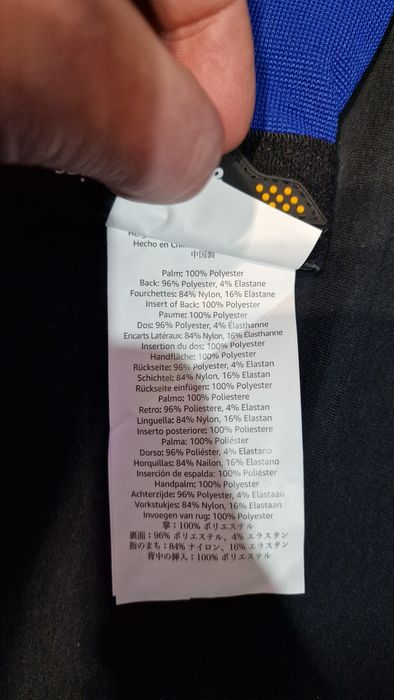 Hecho en
中国製
Palm: 100% Polyester
Back: 96% Polyester, 4% Elastane
Fourchettes: 84% Nylon, 16% Elastane
Insert of Back: 100% Polyester
Paume: 100% Polyester
Dos: 96% Polyester, 4% Élasthanne
Encarts Latéraux: 84% Nylon, 16% Élasthanne
Insertion du dos: 100% Polyester
Handfläche: 100% Polyester
Rückseite: 96% Polyester, 4% Elastan
Schichtel: 84% Nylon, 16% Elastan
Rückseite einfügen: 100% Polyester
Palmo: 100% Poliestere
Retro: 96% Poliestere, 4% Elastan
Linguella: 84% Nylon, 16% Elastan
Inserto posteriore: 100% Poliestere
Palma: 100% Poliéster
Dorso: 96% Poliéster, 4% Elastano
Horquillas: 84% Nailon, 16% Elastano
Inserción de espalda: 100% Poliéster
Handpalm: 100% Polyester
Achterzijde: 96% Polyester, 4% Elastaan
Vorkstukjes: 84% Nylon, 16% Elastaan
Invoegen van rug: 100% Polyester
掌：100% ポリエステル
裏面：96% ポリエステル、4% エラスタン
指のまち：84% ナイロン、16% エラスタン
背中の挿入：100% ポリエステル